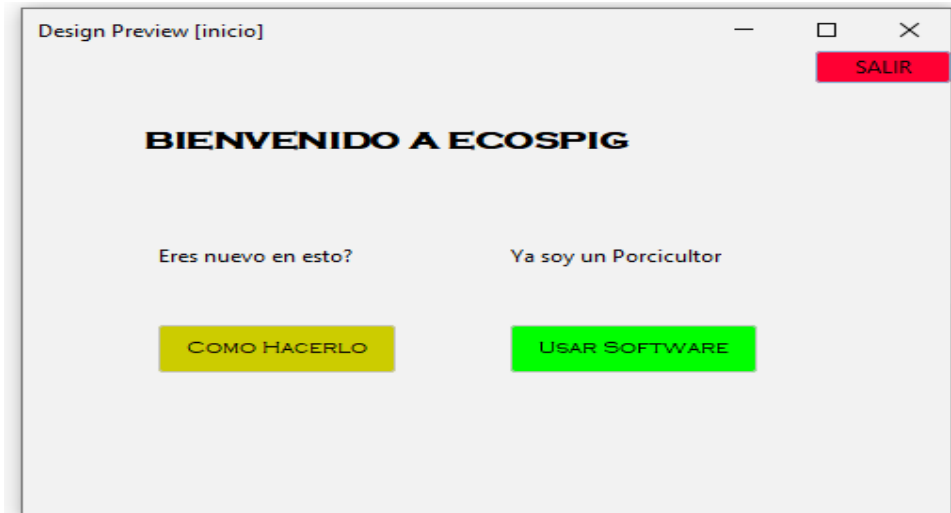 Design Preview [inicio]
SALIR
BIENVENIDO A ECOSPIG
Eres nuevo en esto?
Ya soy un Porcicultor
Como Hacerlo
Usar Software